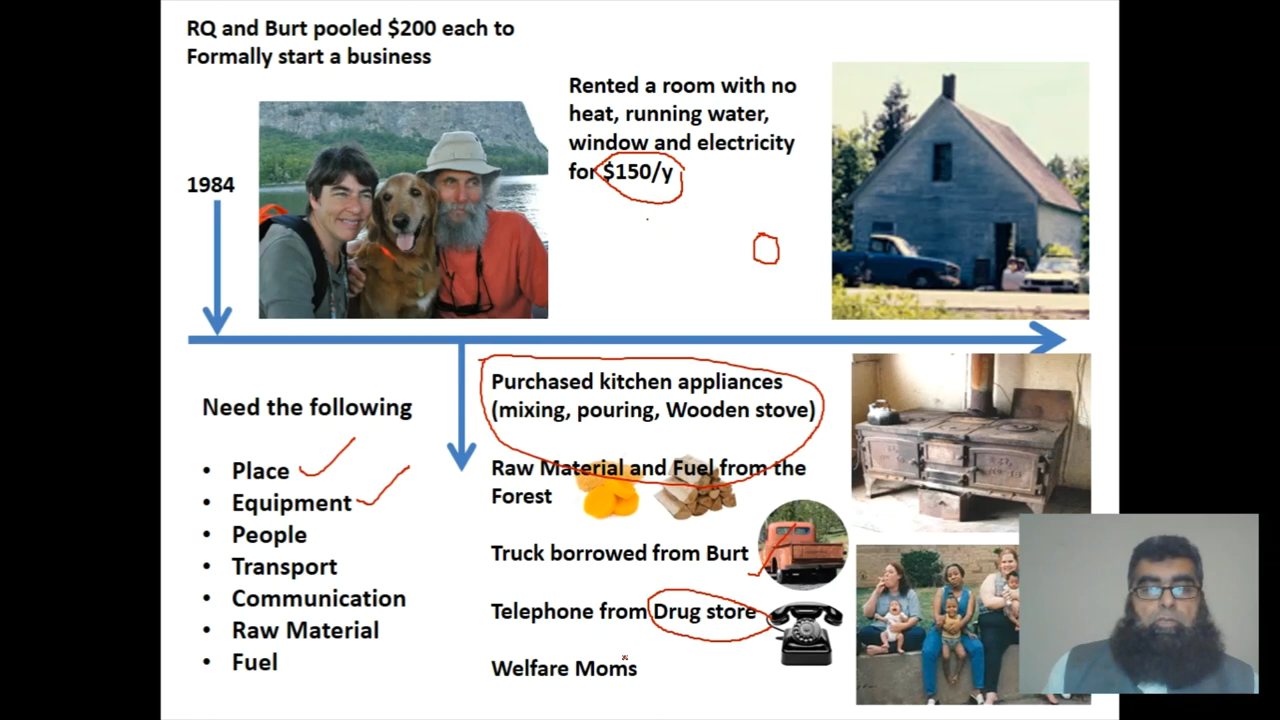 RQ and Burt pooled $200 each to
Formally start a business
Rented a room with no
heat, running water,
window and electricity
for $150/y
1984
Need the following
• Place
• Equipment
• People
• Transport
• Communication
• Raw Material
• Fuel
Purchased kitchen appliances
(mixing, pouring, Wooden stove)
Raw Material and Fuel from the
Forest
Truck borrowed from Burt
Telephone from Drug store
Welfare Moms